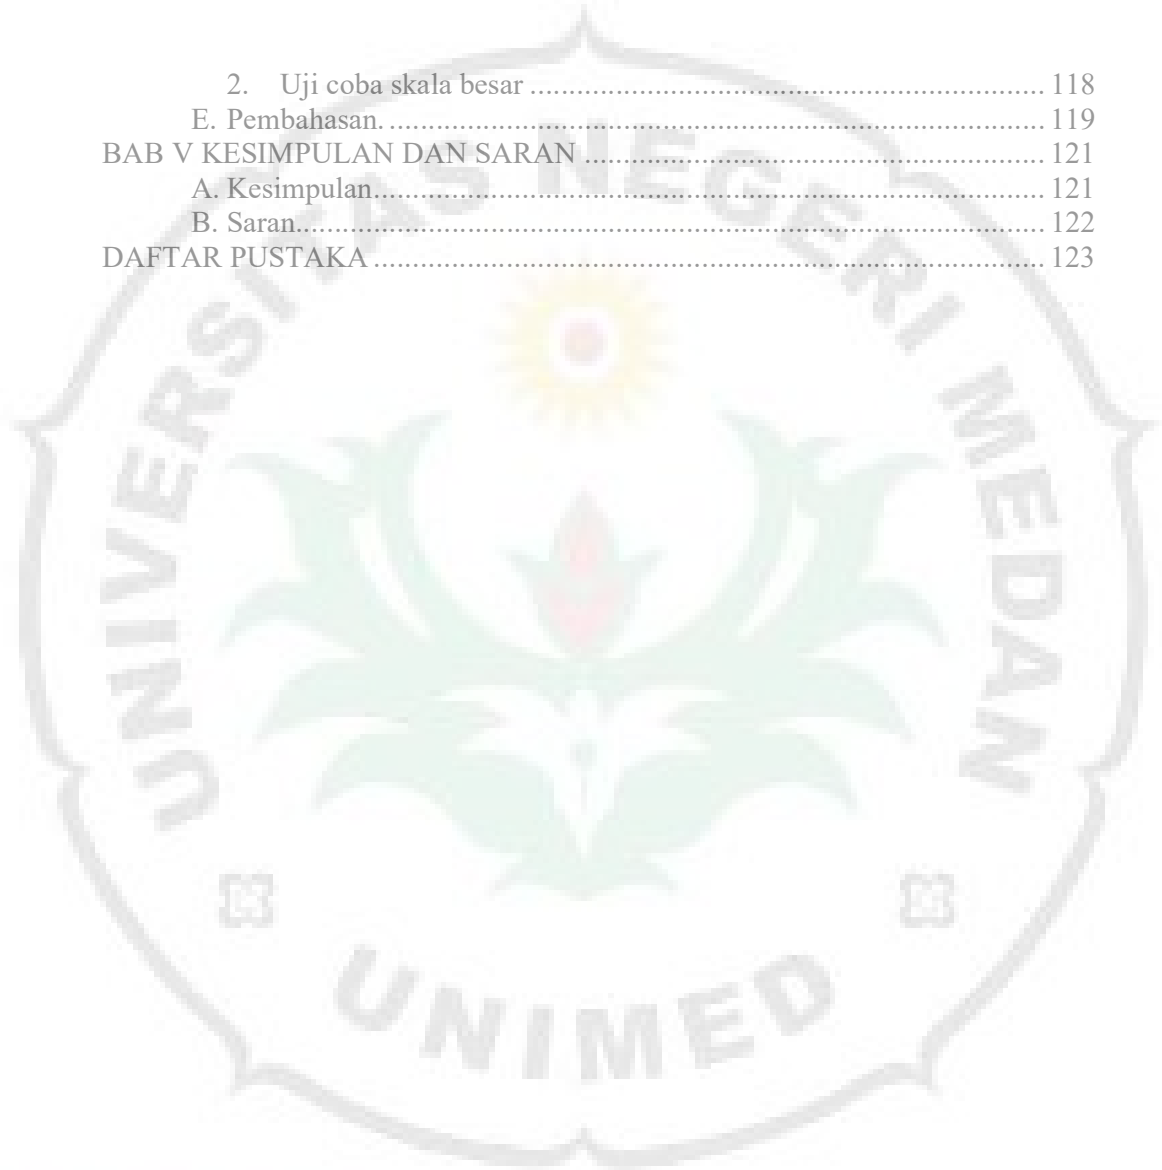 2. Uji coba skala besar ................................................................. 118
E. Pembahasan. ................................................................................... 119
BAB V KESIMPULAN DAN SARAN .......................................................... 121
A. Kesimpulan..................................................................................... 121
B. Saran............................................................................................... 122
DAFTAR PUSTAKA ..................................................................................... 123
UNIVERSITAS NEGERI MEDAN
UNIMED